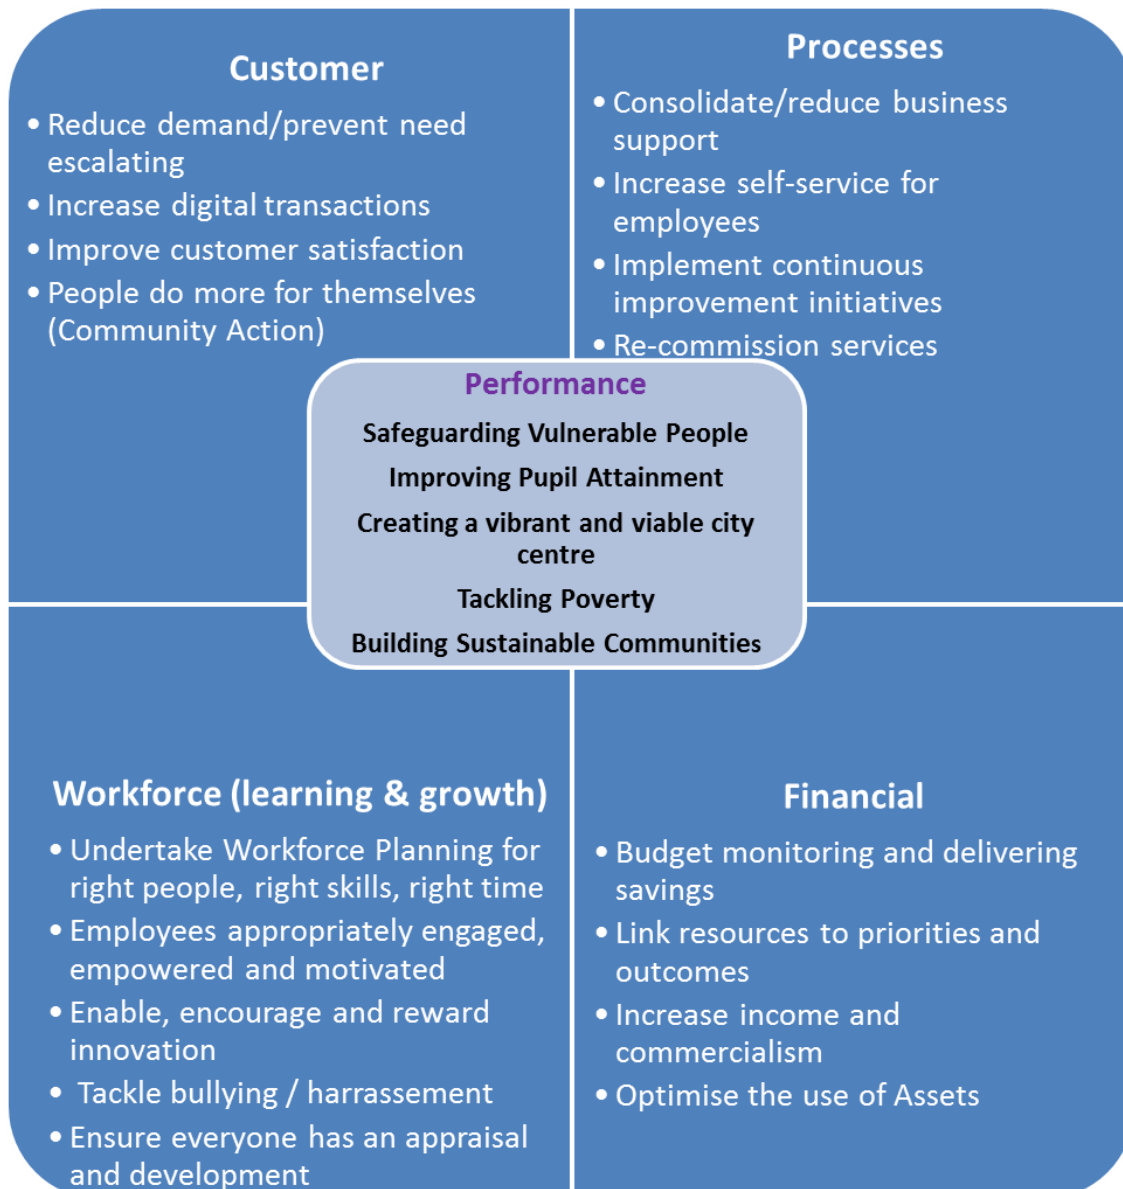 Customer
• Reduce demand/prevent need
escalating
• Increase digital transactions
• Improve customer satisfaction
• People do more for themselves
(Community Action)
Processes
• Consolidate/reduce business
support
• Increase self-service for
employees
• Implement continuous
improvement initiatives
• Re-commission services
Performance
Safeguarding Vulnerable People
Improving Pupil Attainment
Creating a vibrant and viable city
centre
Tackling Poverty
Building Sustainable Communities
Workforce (learning & growth)
• Undertake Workforce Planning for
right people, right skills, right time
• Employees appropriately engaged,
empowered and motivated
• Enable, encourage and reward
innovation
• Tackle bullying / harrassement
• Ensure everyone has an appraisal
and development
Financial
• Budget monitoring and delivering
savings
• Link resources to priorities and
outcomes
• Increase income and
commercialism
• Optimise the use of Assets